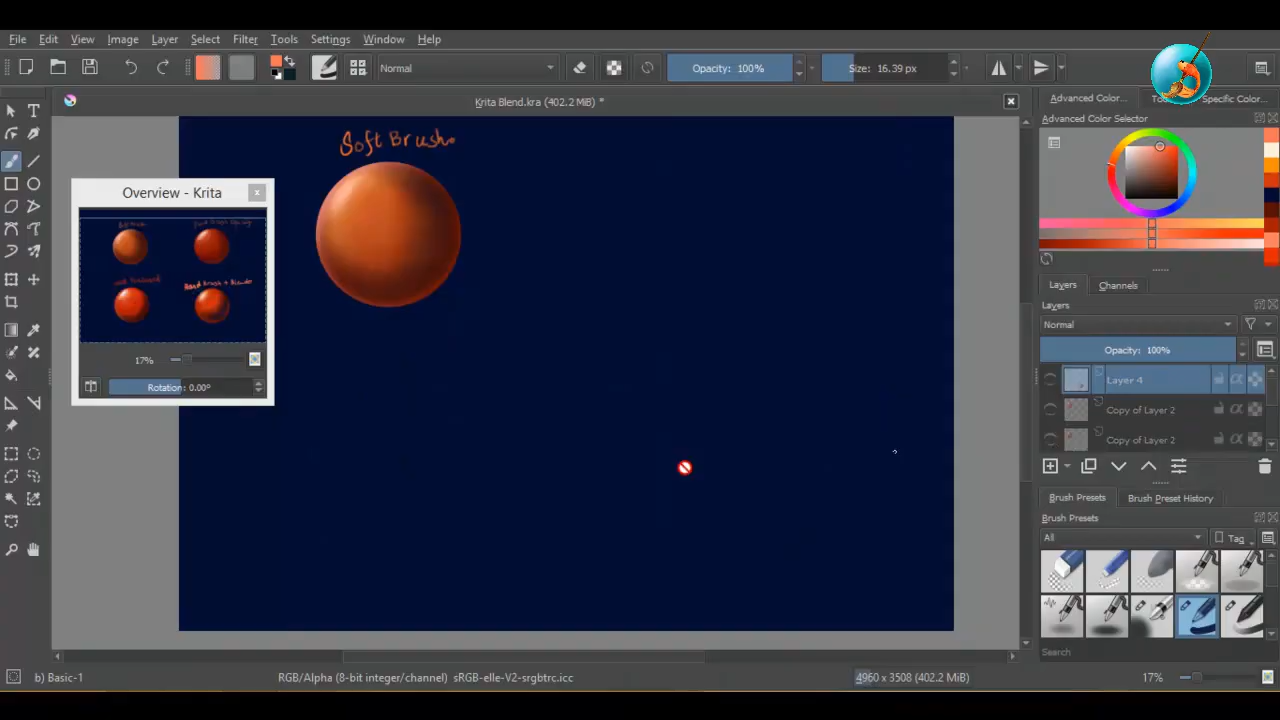 File Edit View Image Layer Select Filter Tools Settings Window Help
Normal
Opacity: 100%
Size: 16.39 px
Krita Blend.kra (402.2 MiB) *
Advanced Color...
Specific Color...
Advanced Color Selector
Soft Brush
Overview - Krita
17%
Rotation: 0.00°
Layers Channels
Layers
Normal
Opacity: 100%
Layer 4
Copy of Layer 2
Copy of Layer 2
Brush Presets Brush Preset History
Brush Presets
All
Tag
Search
b) Basic-1
RGB/Alpha (8-bit integer/channel) sRGB-elle-V2-srgbtrc.icc
4960 x 3508 (402.2 MiB)
17%